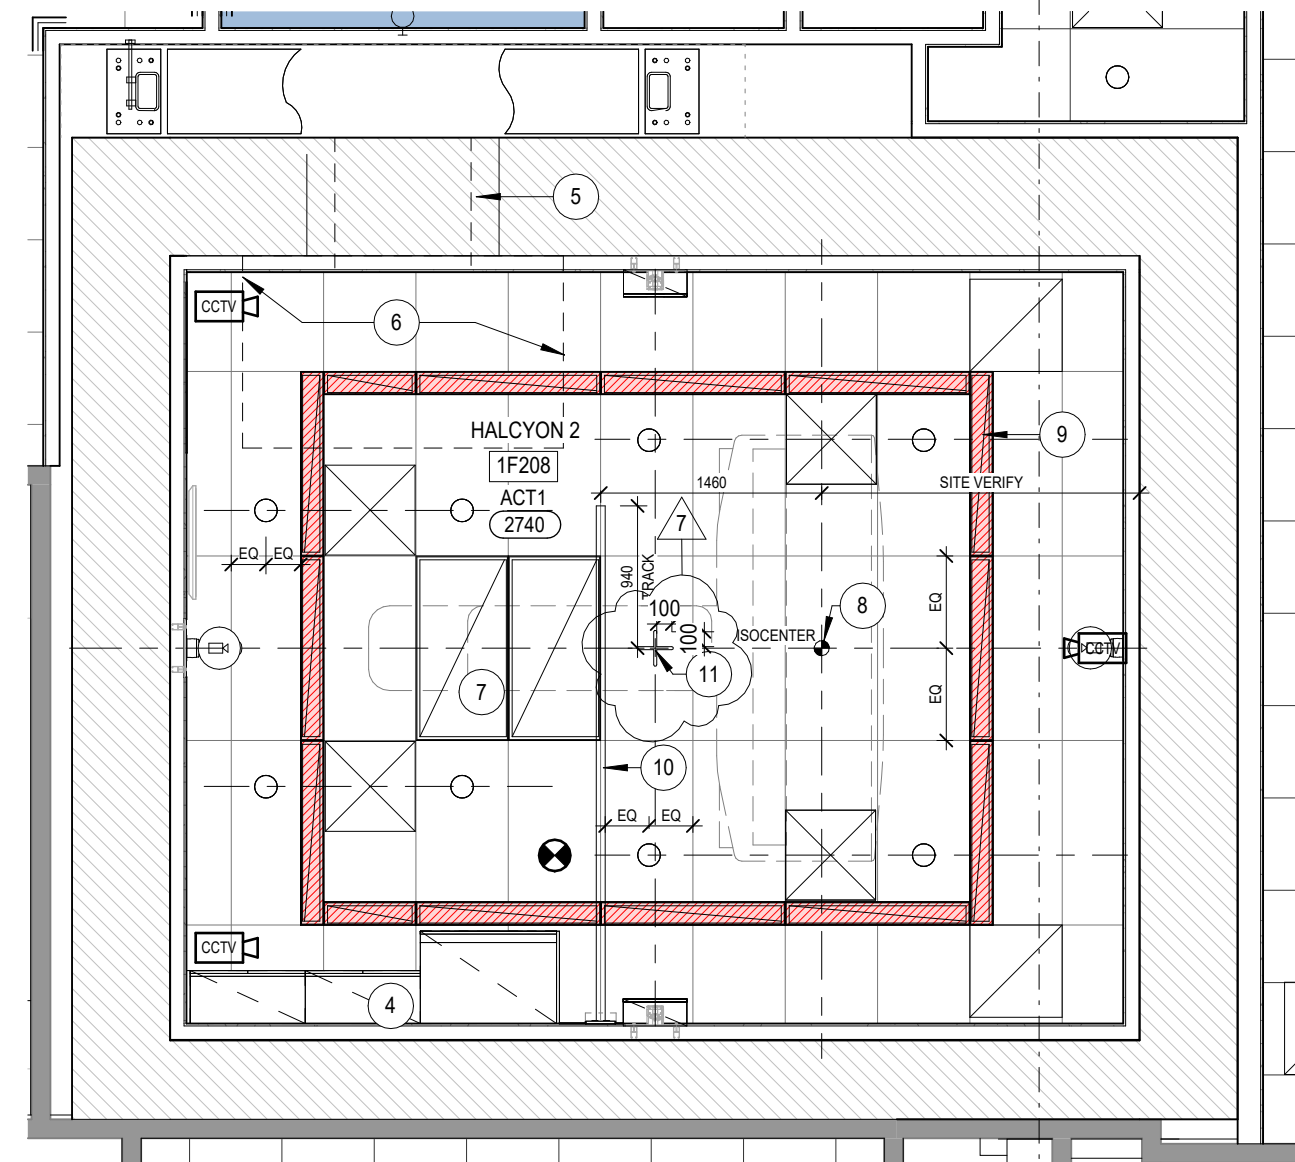 5
CCTV
6
HALCYON 2
9
1F208
1460
SITE VERIFY
ACT1
2740
7
EQ
EQ
940
TRACK
100
100
EQ
8
ISOCENTER
CCTV
11
7
EQ
10
EQ
EQ
CCTV
4